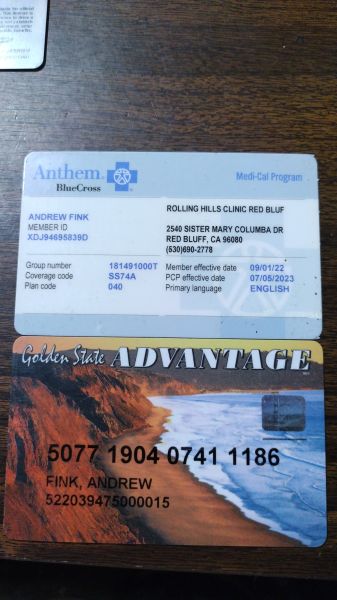 Anthem
BlueCross
Medi-Cal Program
ANDREW FINK
MEMBER ID
XDJ94695839D
ROLLING HILLS CLINIC RED BLUF
2540 SISTER MARY COLUMBA DR
RED BLUFF, CA 96080
(530)690-2778
Group number 181491000T
Coverage code SS74A
Plan code 040
Member effective date 09/01/22
PCP effective date 07/05/2023
Primary language ENGLISH
Golden State ADVANTAGE
5077 1904 0741 1186
FINK, ANDREW
522039475000015